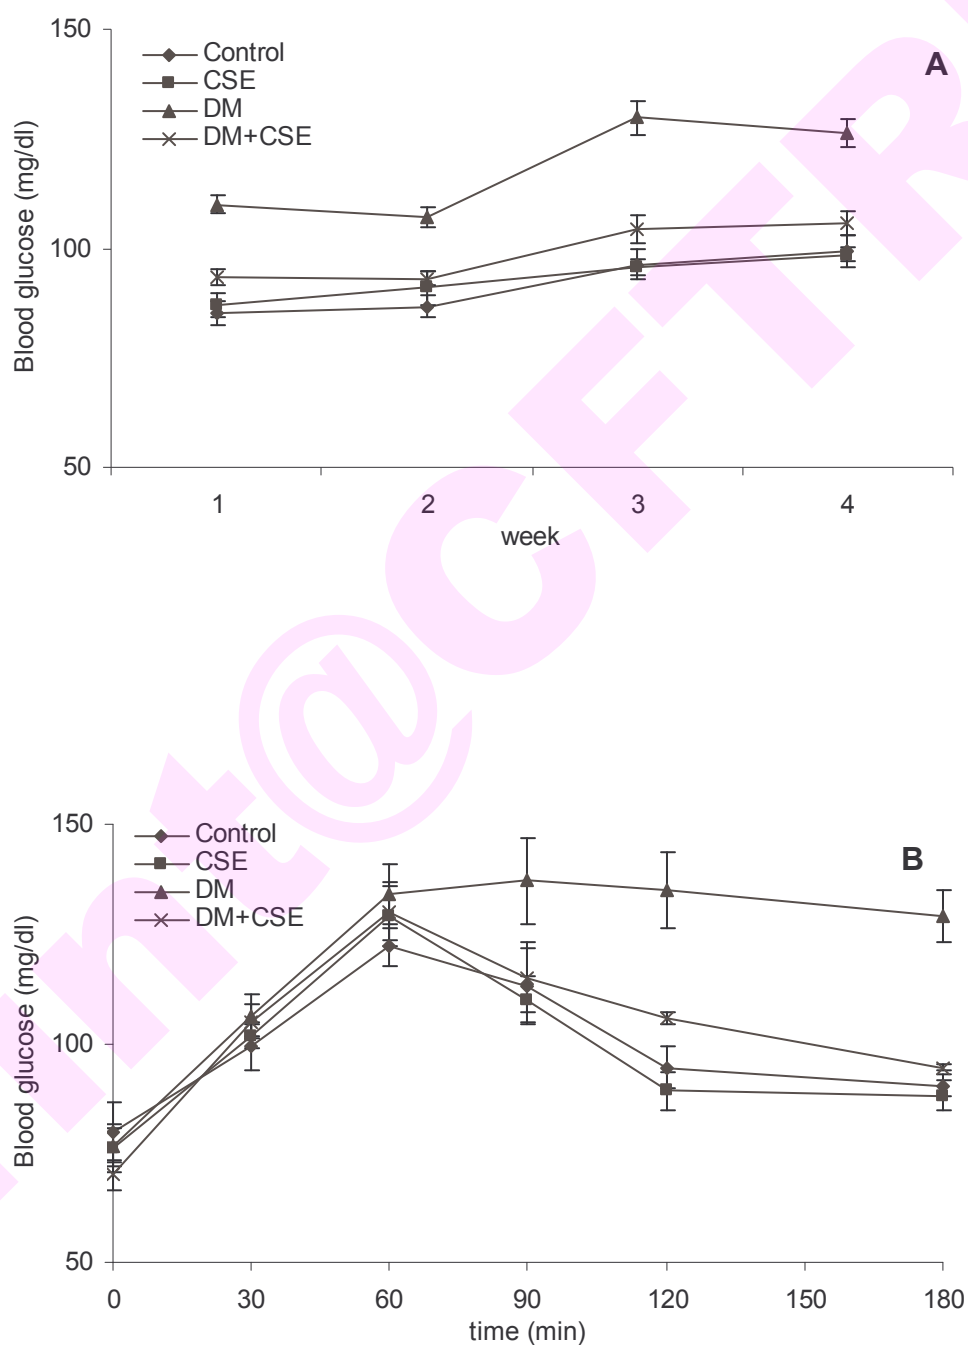 150
A
Control
CSE
DM
DM+CSE
Blood glucose (mg/dl)
100
50
1 2 3 4
week
150
B
Control
CSE
DM
DM+CSE
Blood glucose (mg/dl)
100
50
0 30 60 90 120 150 180
time (min)
int@CFTR